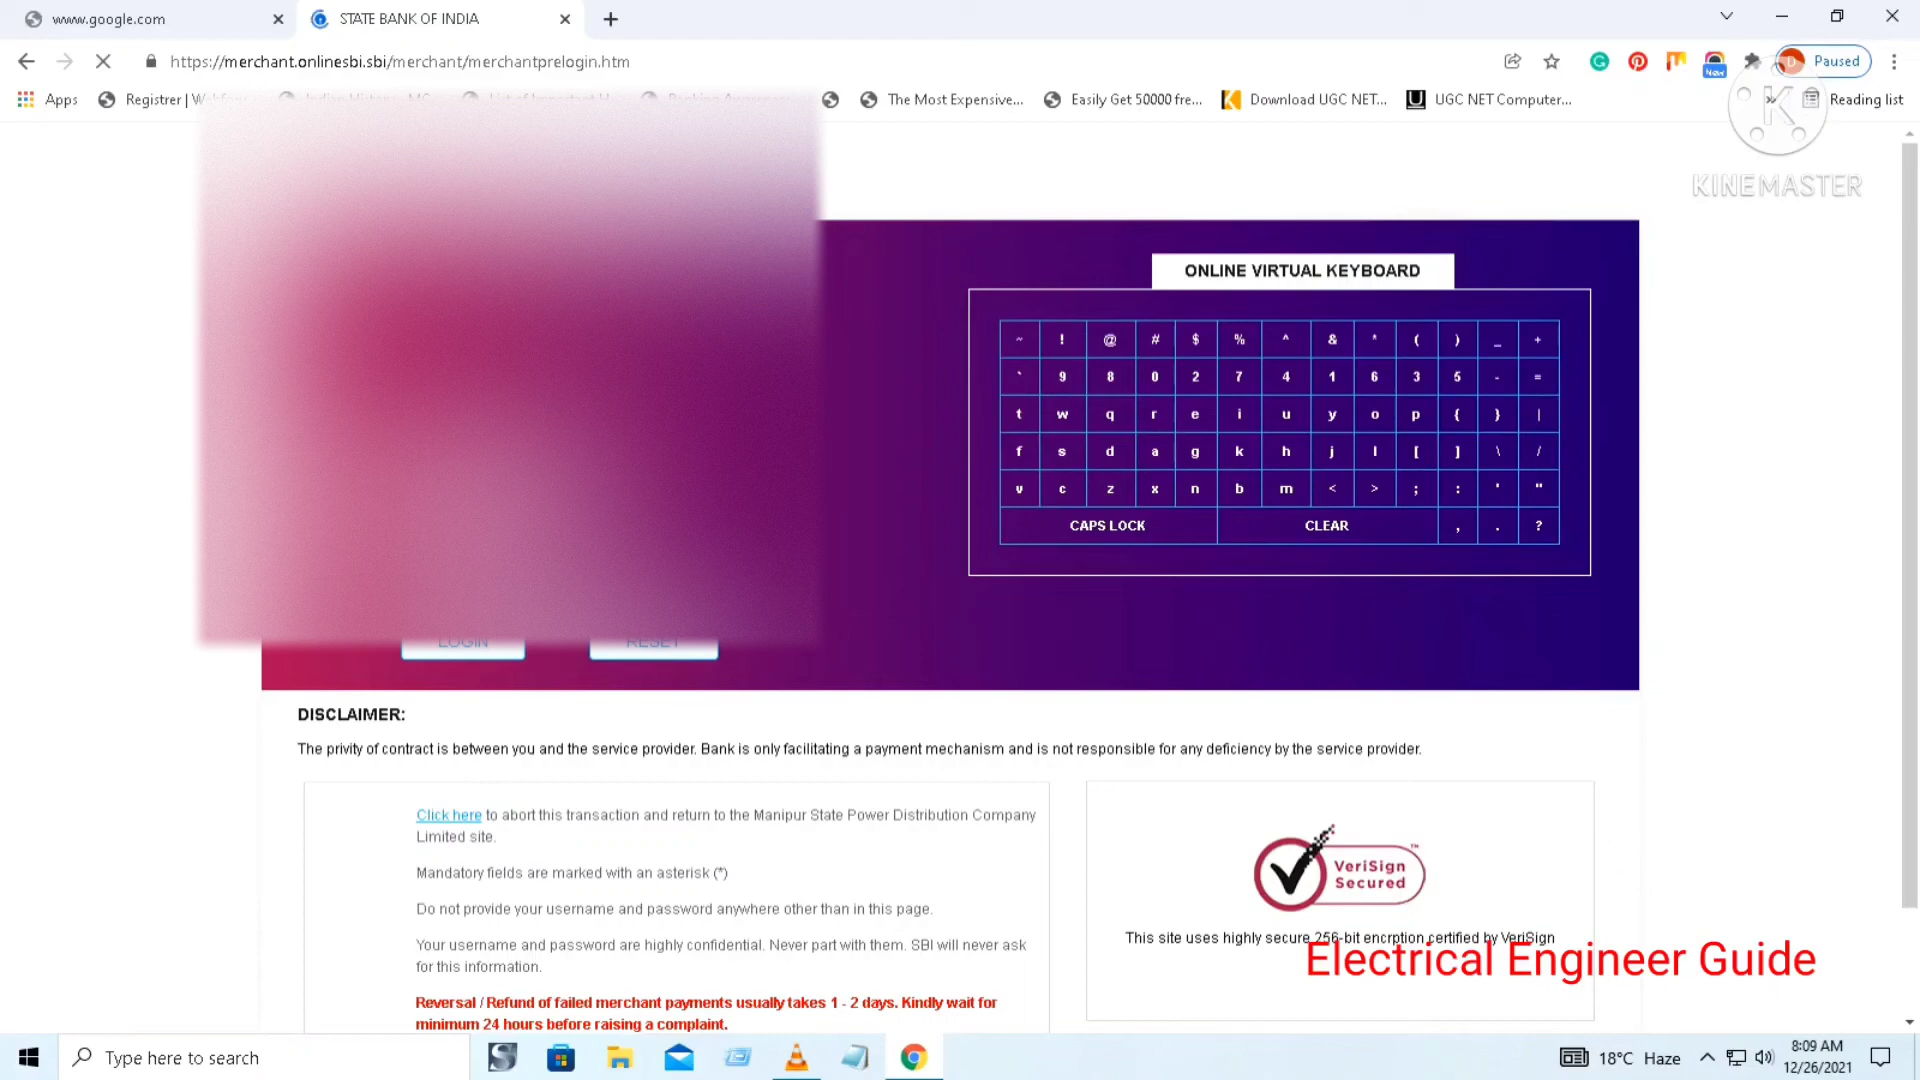 www.google.com
STATE BANK OF INDIA
https://merchant.onlinesbi.sbi/merchant/merchantprelogin.htm
New
D
Paused
Apps
Registrer |
The Most Expensive...
Easily Get 50000 fre...
Download UGC NET...
UGC NET Computer...
»
Reading list
K
KINEMASTER
ONLINE VIRTUAL KEYBOARD
~ ! @ # $ % ^ & * ( ) _ +
` 9 8 0 2 7 4 1 6 3 5 - =
t w q r e i u y o p { } |
f s d a g k h j l [ ] \ /
v c z x n b m < > ; : ' "
CAPS LOCK CLEAR , . ?
LOGIN
RESET
DISCLAIMER:
The privity of contract is between you and the service provider. Bank is only facilitating a payment mechanism and is not responsible for any deficiency by the service provider.
Click here to abort this transaction and return to the Manipur State Power Distribution Company
Limited site.
Mandatory fields are marked with an asterisk (*)
Do not provide your username and password anywhere other than in this page.
Your username and password are highly confidential. Never part with them. SBI will never ask
for this information.
Reversal / Refund of failed merchant payments usually takes 1 - 2 days. Kindly wait for
minimum 24 hours before raising a complaint.
VeriSign™
Secured
This site uses highly secure 256-bit encrption certified by VeriSign
Electrical Engineer Guide
Type here to search
18°C Haze
8:09 AM
12/26/2021